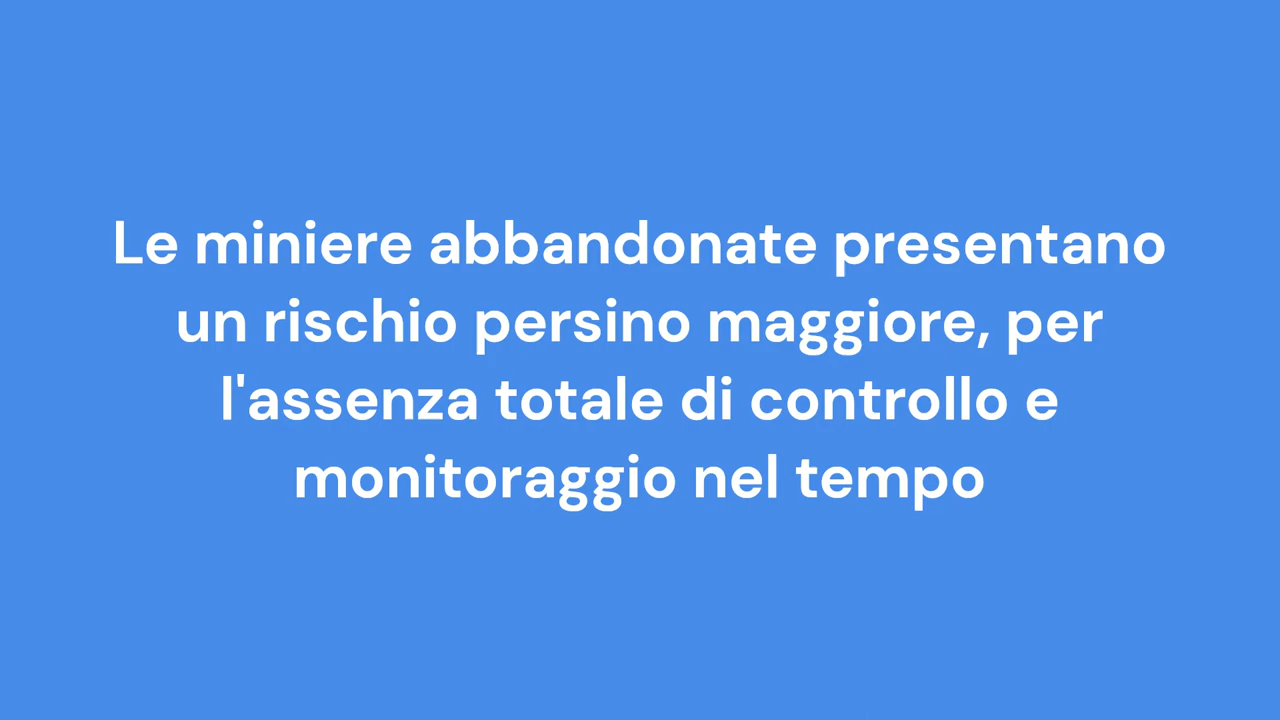 Le miniere abbandonate presentano
un rischio persino maggiore, per
l'assenza totale di controllo e
monitoraggio nel tempo